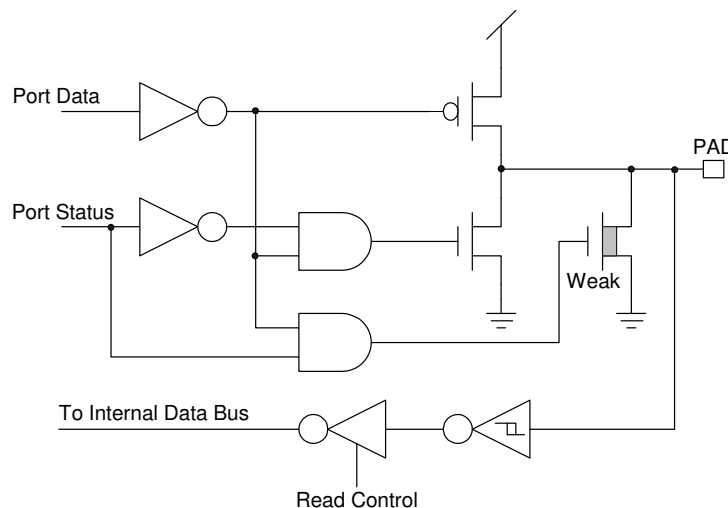 Port Data
PAD
Port Status
Weak
To Internal Data Bus
Read Control